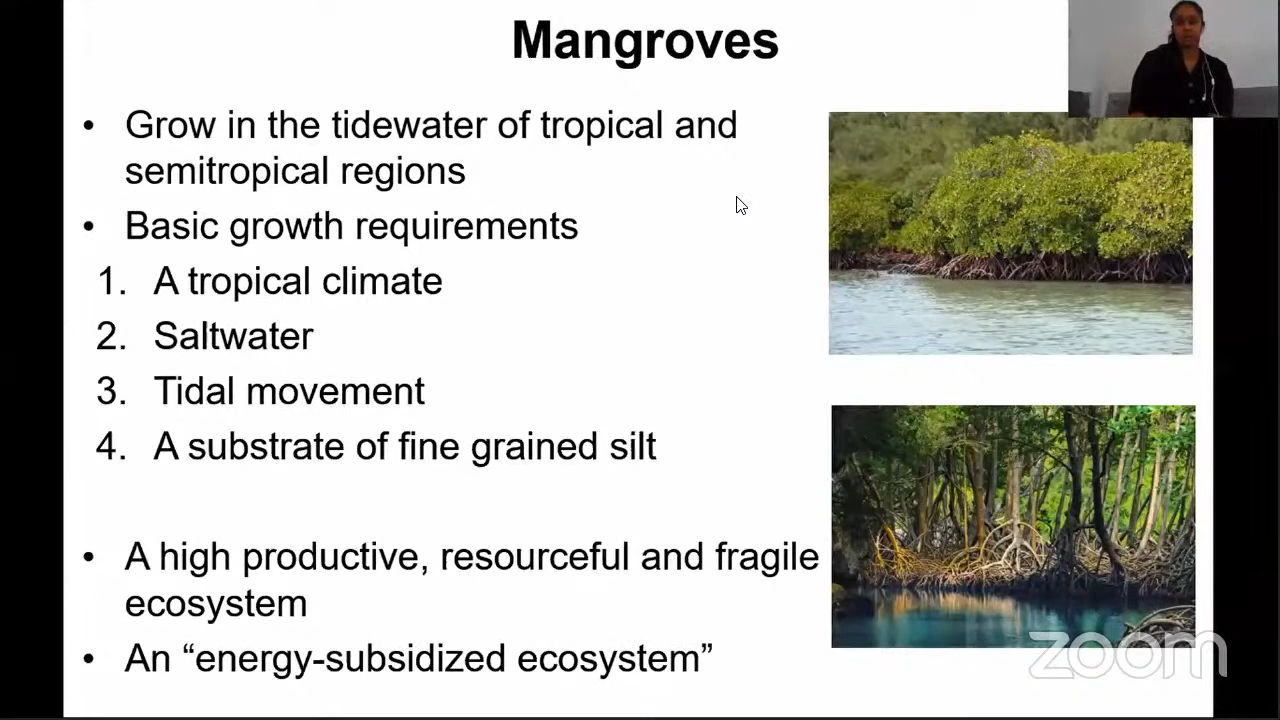 Mangroves
• Grow in the tidewater of tropical and
semitropical regions
• Basic growth requirements
1. A tropical climate
2. Saltwater
3. Tidal movement
4. A substrate of fine grained silt
• A high productive, resourceful and fragile
ecosystem
• An “energy-subsidized ecosystem”
zoom